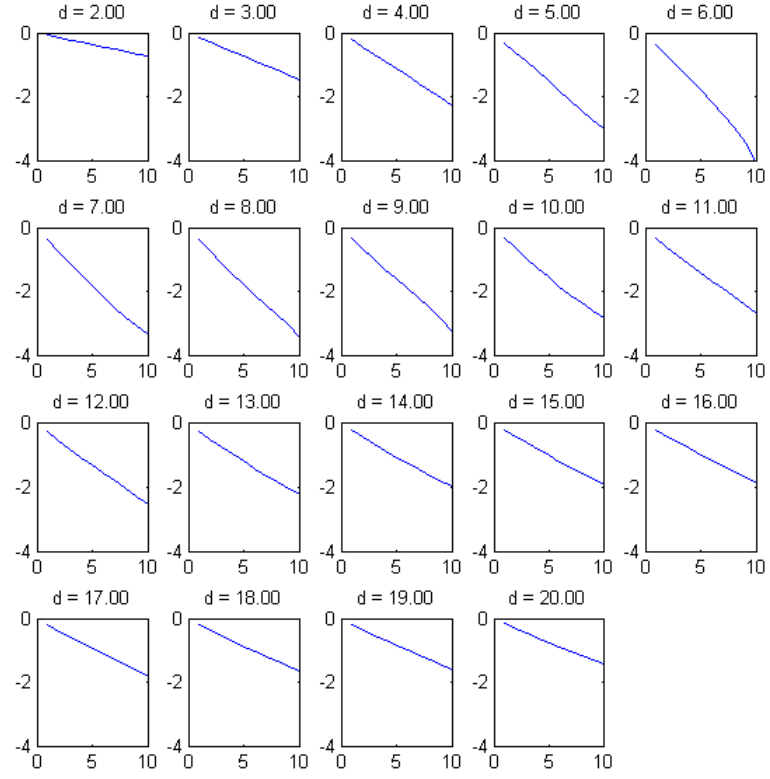 d = 2.00 d = 3.00 d = 4.00 d = 5.00 d = 6.00
0 0 0 0 0
-2 -2 -2 -2 -2
-4 -4 -4 -4 -4
0 5 10 0 5 10 0 5 10 0 5 10 0 5 10
d = 7.00 d = 8.00 d = 9.00 d = 10.00 d = 11.00
0 0 0 0 0
-2 -2 -2 -2 -2
-4 -4 -4 -4 -4
0 5 10 0 5 10 0 5 10 0 5 10 0 5 10
d = 12.00 d = 13.00 d = 14.00 d = 15.00 d = 16.00
0 0 0 0 0
-2 -2 -2 -2 -2
-4 -4 -4 -4 -4
0 5 10 0 5 10 0 5 10 0 5 10 0 5 10
d = 17.00 d = 18.00 d = 19.00 d = 20.00
0 0 0 0
-2 -2 -2 -2
-4 -4 -4 -4
0 5 10 0 5 10 0 5 10 0 5 10